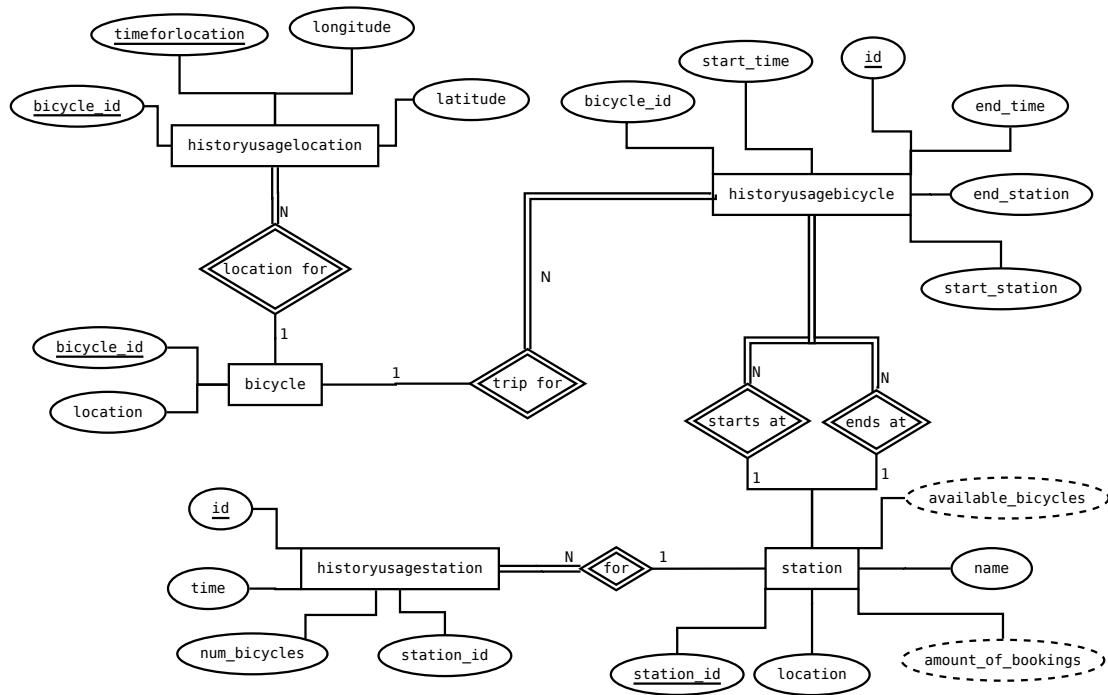 timeforlocation
longitude
bicycle_id
latitude
historyusagelocation
N
location for
1
bicycle_id
location
bicycle
1
trip for
N
bicycle_id
start_time
id
end_time
end_station
start_station
historyusagebicycle
N
N
starts at
ends at
1
1
available_bicycles
name
station
amount_of_bookings
location
station_id
1
for
N
historyusagestation
id
time
num_bicycles
station_id